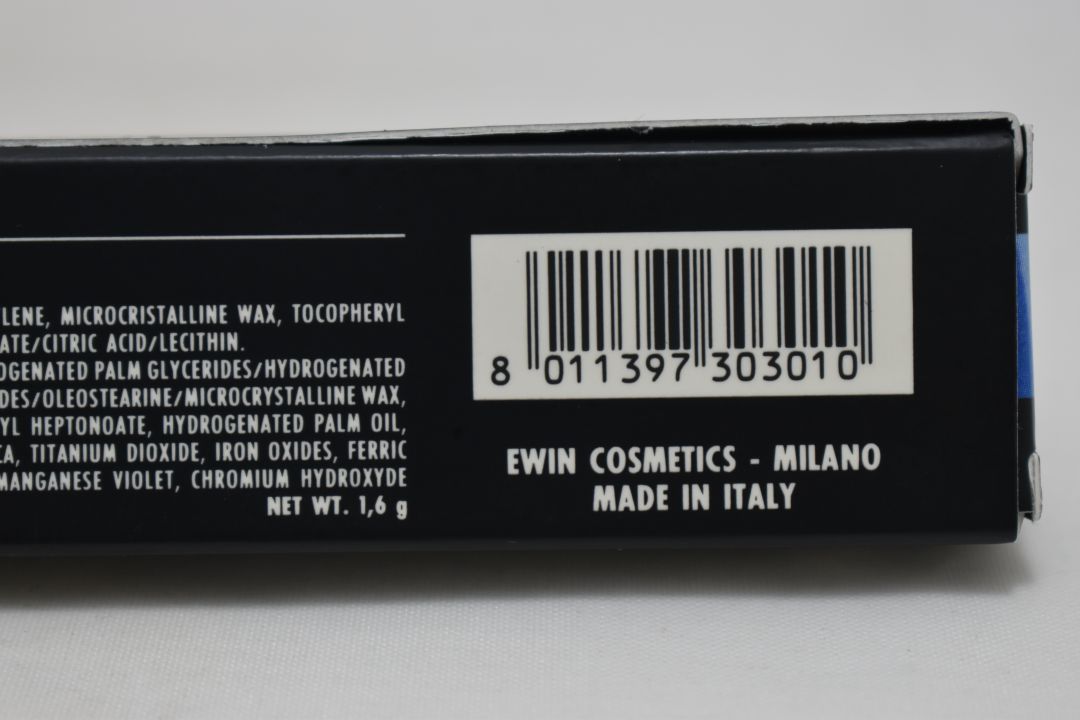 LENE, MICROCRISTALLINE WAX, TOCOPHERYL
ATE/CITRIC ACID/LECITHIN.
OGENATED PALM GLYCERIDES/HYDROGENATED
DES/OLEOSTEARINE/MICROCRYSTALLINE WAX,
YL HEPTONOATE, HYDROGENATED PALM OIL,
CA, TITANIUM DIOXIDE, IRON OXIDES, FERRIC
MANGANESE VIOLET, CHROMIUM HYDROXYDE
NET WT. 1,6 g
8 011397 303010
EWIN COSMETICS - MILANO
MADE IN ITALY